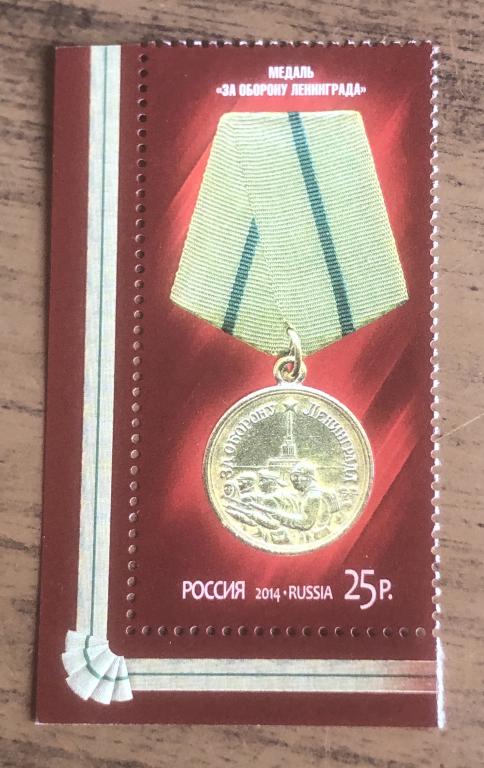 МЕДАЛЬ
«ЗА ОБОРОНУ ЛЕНИНГРАДА»
ЗА ОБОРОНУ ЛЕНИНГРАДА
РОССИЯ 2014·RUSSIA 25Р.